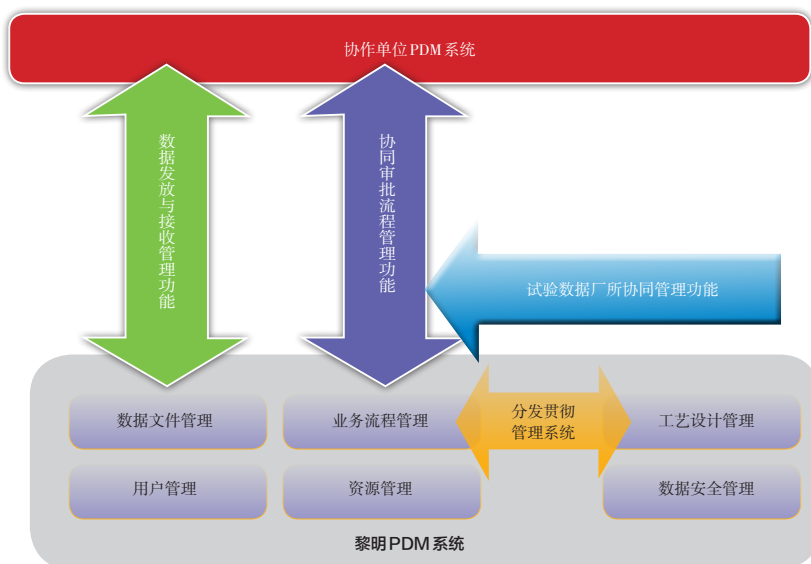 协作单位PDM系统
数据发放与接收管理功能
协同审批流程管理功能
试验数据厂所协同管理功能
数据文件管理
业务流程管理
分发贯彻
管理系统
工艺设计管理
用户管理
资源管理
数据安全管理
黎明PDM系统